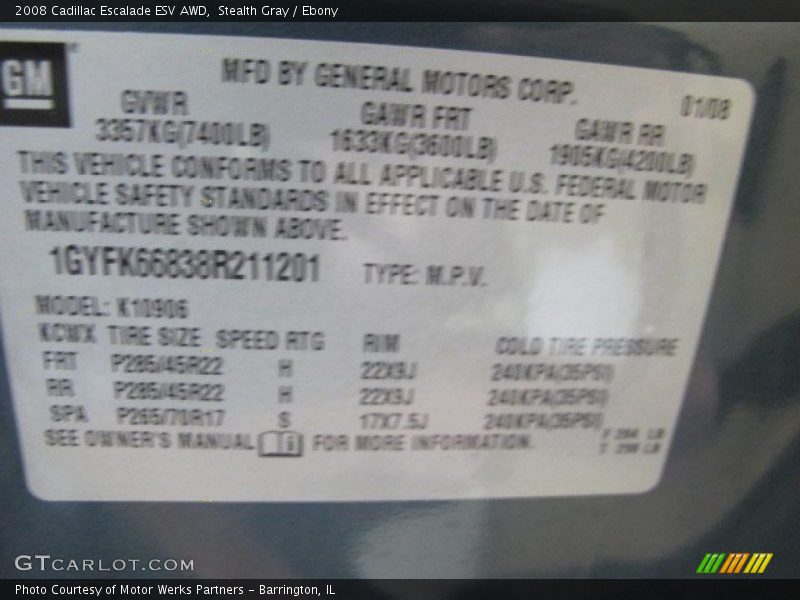 2008 Cadillac Escalade ESV AWD, Stealth Gray / Ebony
GM
MFD BY GENERAL MOTORS CORP.
01/08
GVWR GAWR FRT GAWR RR
3357KG(7400LB) 1633KG(3600LB) 1905KG(4200LB)
THIS VEHICLE CONFORMS TO ALL APPLICABLE U.S. FEDERAL MOTOR
VEHICLE SAFETY STANDARDS IN EFFECT ON THE DATE OF
MANUFACTURE SHOWN ABOVE.
1GYFK66838R211201 TYPE: M.P.V.
MODEL: K10906
KCWX TIRE SIZE SPEED RTG RIM COLD TIRE PRESSURE
FRT P285/45R22 H 22X9J 240KPA(35PSI)
RR P285/45R22 H 22X9J 240KPA(35PSI)
SPA P265/70R17 S 17X7.5J 240KPA(35PSI)
SEE OWNER'S MANUAL FOR MORE INFORMATION.
GTCARLOT.COM
Photo Courtesy of Motor Werks Partners - Barrington, IL